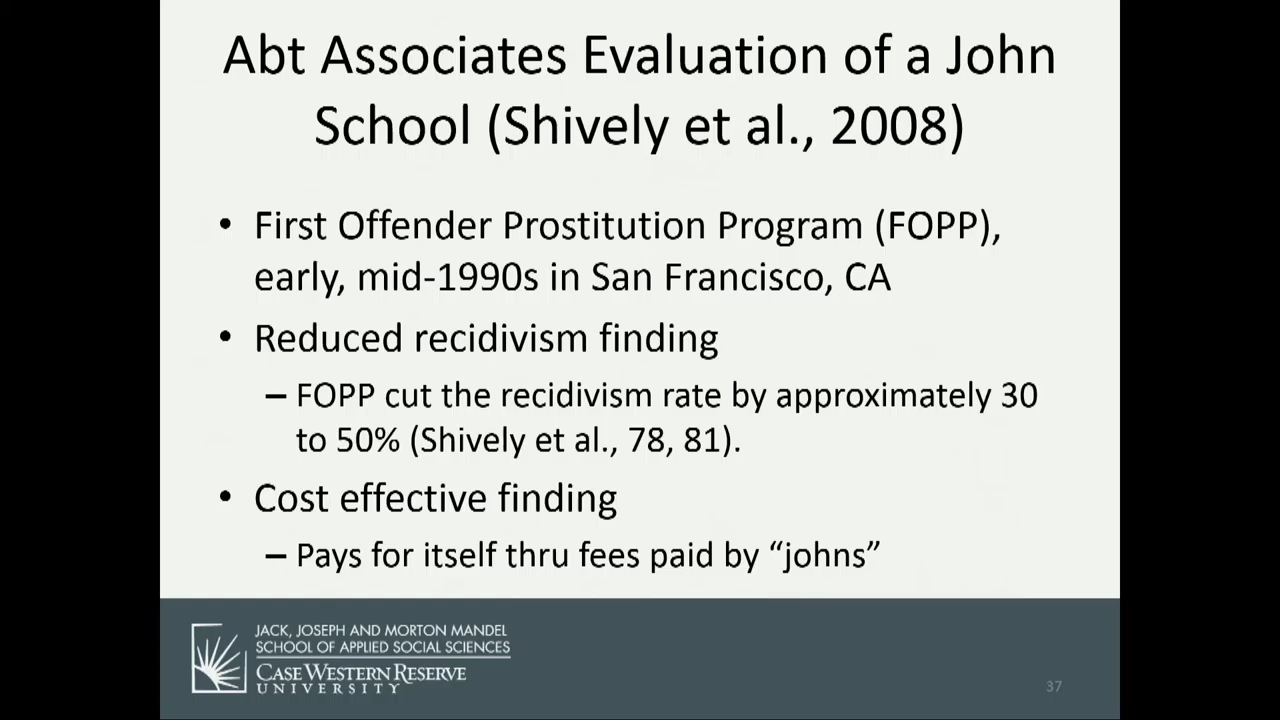 Abt Associates Evaluation of a John
School (Shively et al., 2008)
• First Offender Prostitution Program (FOPP),
early, mid-1990s in San Francisco, CA
• Reduced recidivism finding
– FOPP cut the recidivism rate by approximately 30
to 50% (Shively et al., 78, 81).
• Cost effective finding
– Pays for itself thru fees paid by “johns”
JACK, JOSEPH AND MORTON MANDEL
SCHOOL OF APPLIED SOCIAL SCIENCES
CASE WESTERN RESERVE
UNIVERSITY
37